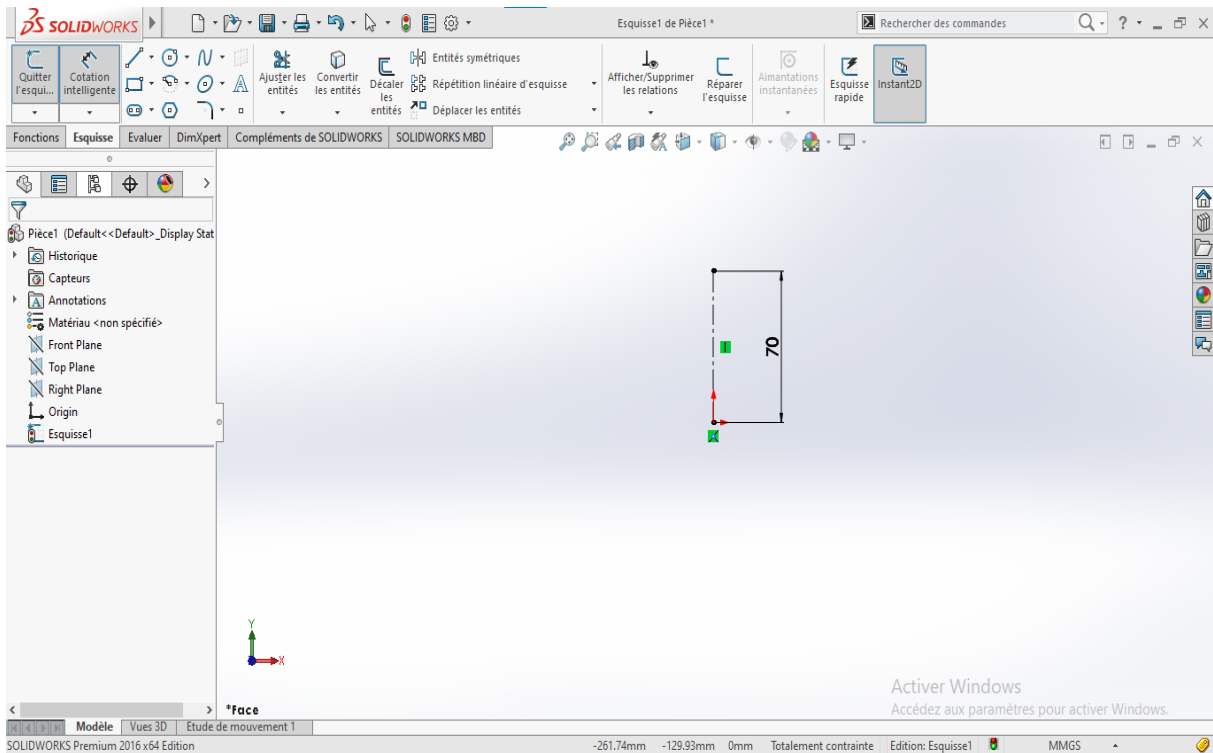 SOLIDWORKS
Esquisse1 de Pièce1 *
Rechercher des commandes
?
Quitter l'esqui...
Cotation intelligente
Ajuster les entités
Convertir les entités
Décaler les entités
Entités symétriques
Répétition linéaire d'esquisse
Déplacer les entités
Afficher/Supprimer les relations
Réparer l'esquisse
Aimantations instantanées
Esquisse rapide
Instant2D
Fonctions Esquisse Evaluer DimXpert Compléments de SOLIDWORKS SOLIDWORKS MBD
Pièce1 (Default<<Default>_Display Stat
Historique
Capteurs
Annotations
Matériau <non spécifié>
Front Plane
Top Plane
Right Plane
Origin
Esquisse1
70
Y
X
*Face
Activer Windows
Accédez aux paramètres pour activer Windows.
Modèle Vues 3D Etude de mouvement 1
SOLIDWORKS Premium 2016 x64 Edition -261.74mm -129.93mm 0mm Totalement contrainte Edition: Esquisse1 MMGS